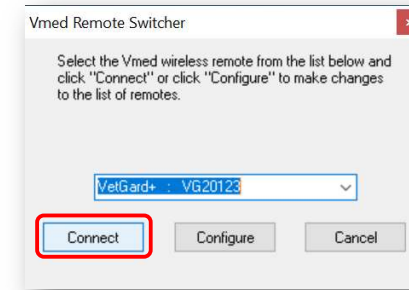 Vmed Remote Switcher
Select the Vmed wireless remote from the list below and
click "Connect" or click "Configure" to make changes
to the list of remotes.
VetGard+ : VG20123
Connect Configure Cancel